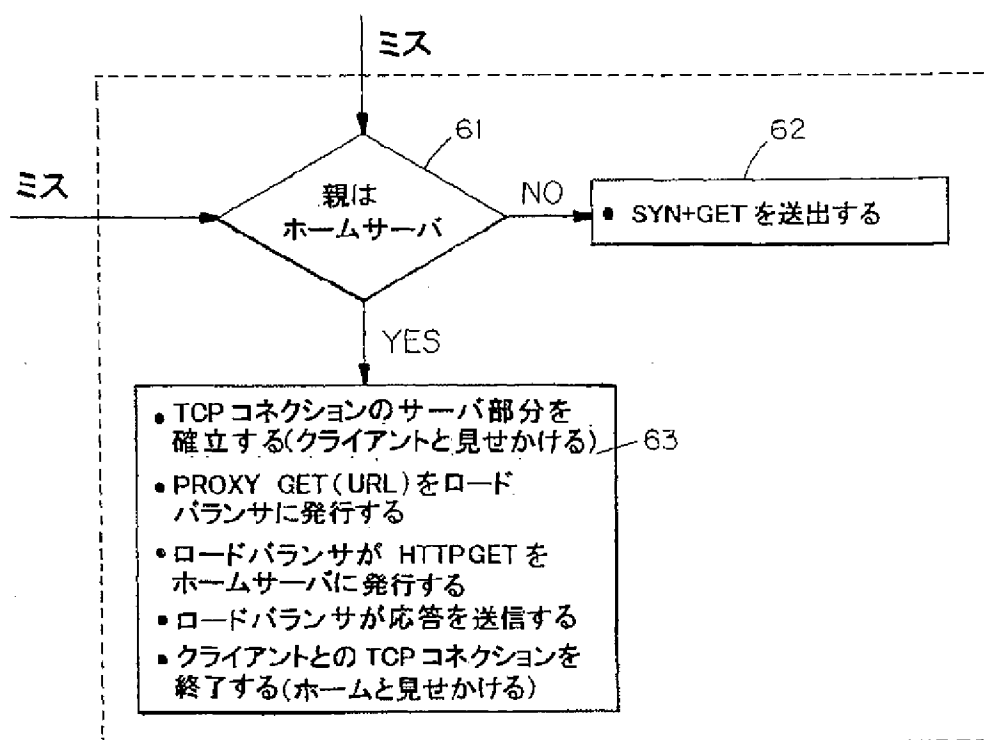 ミス
61
62
ミス
親は
ホームサーバ
NO
• SYN+GET を送出する
YES
• TCP コネクションのサーバ部分を
確立する(クライアントと見せかける)
63
• PROXY GET(URL)をロード
バランサに発行する
• ロードバランサが HTTPGET を
ホームサーバに発行する
• ロードバランサが応答を送信する
• クライアントとの TCP コネクションを
終了する(ホームと見せかける)